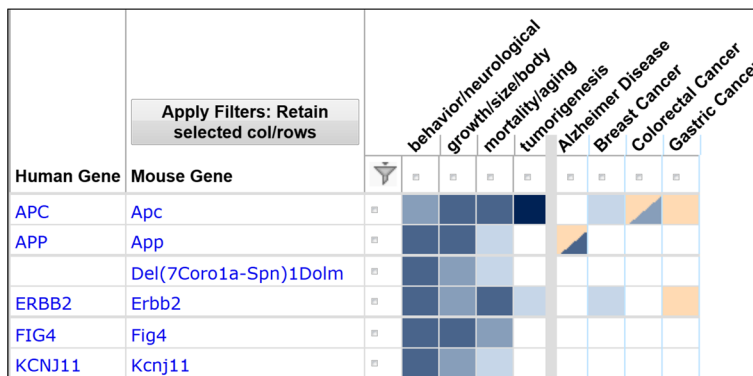 behavior/neurological
growth/size/body
mortality/aging
tumorigenesis
Alzheimer Disease
Breast Cancer
Colorectal Cancer
Gastric Cancer
Apply Filters: Retain
selected col/rows
Human Gene Mouse Gene
APC Apc
APP App
Del(7Coro1a-Spn)1Dolm
ERBB2 Erbb2
FIG4 Fig4
KCNJ11 Kcnj11